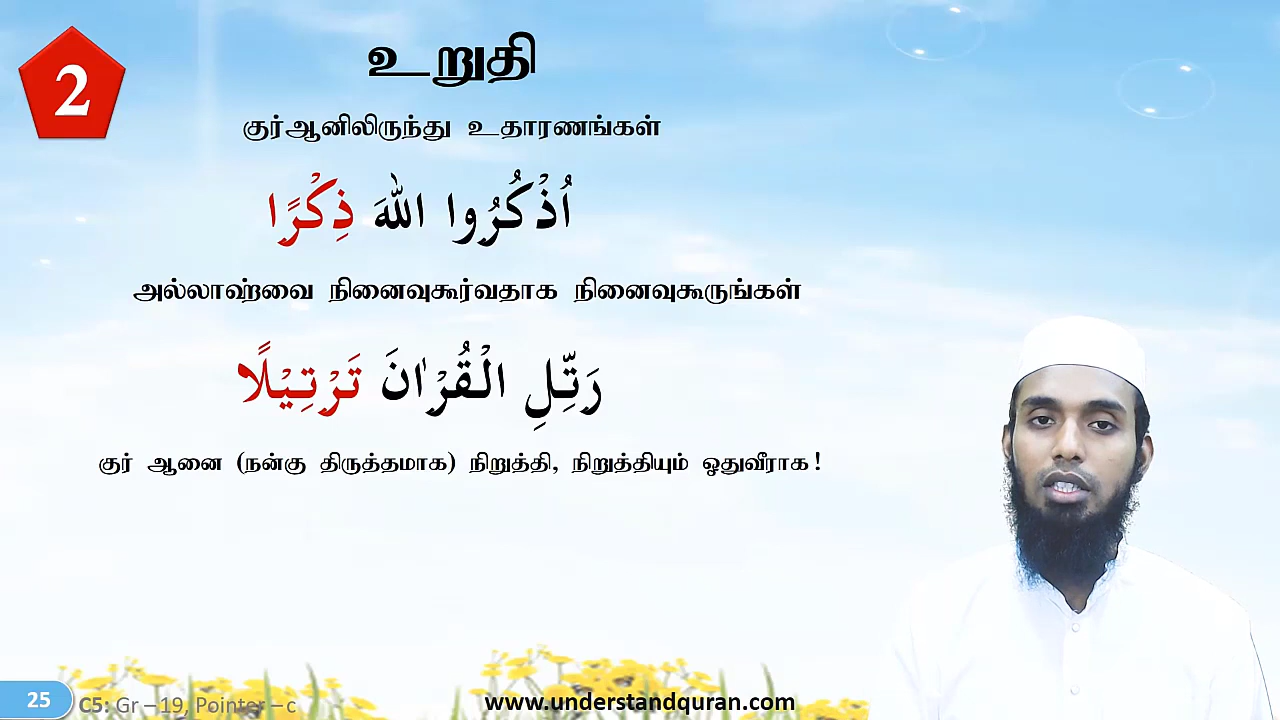 2
உறுதி
குர்ஆனிலிருந்து உதாரணங்கள்
اُذْكُرُوا اللهَ ذِكْرًا
அல்லாஹ்வை நினைவுகூர்வதாக நினைவுகூருங்கள்
رَتِّلِ الْقُرْاٰنَ تَرْتِيْلًا
குர் ஆனை (நன்கு திருத்தமாக) நிறுத்தி, நிறுத்தியும் ஓதுவீராக!
25
C5: Gr – 19, Pointer – c
www.understandquran.com